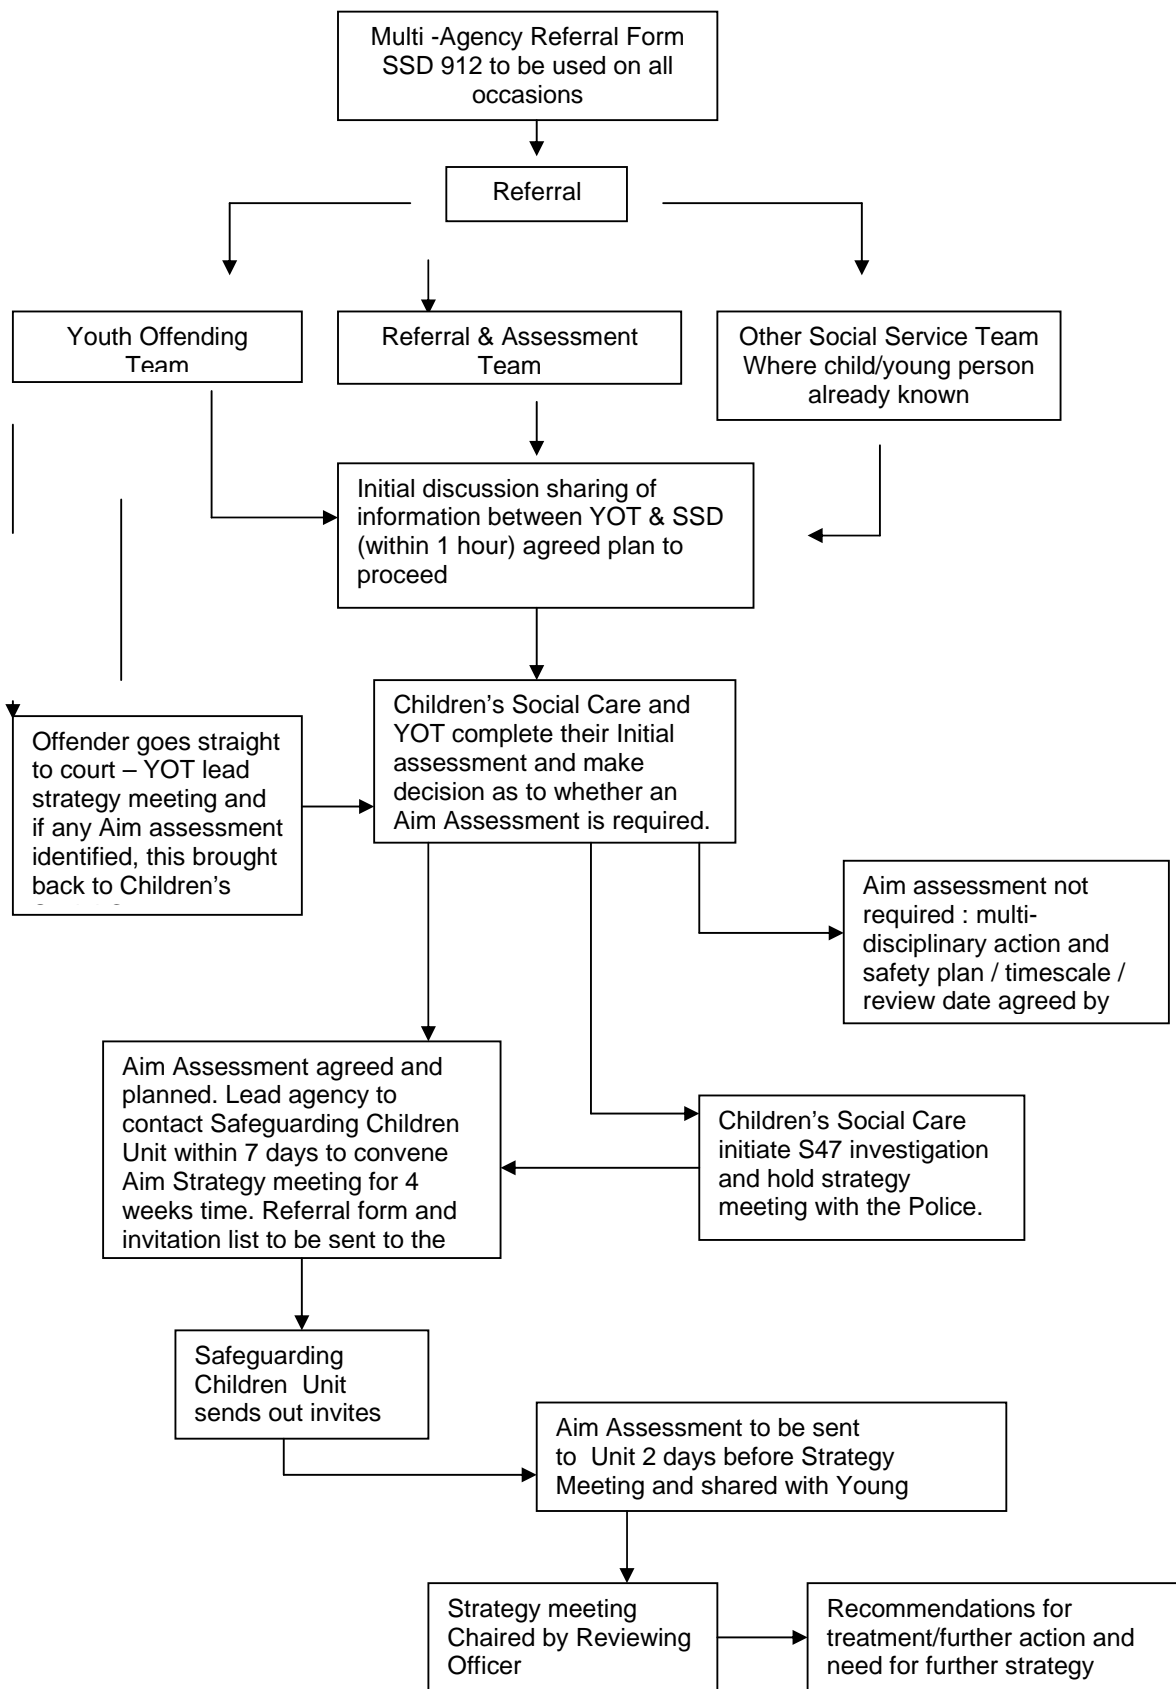 Multi -Agency Referral Form
SSD 912 to be used on all
occasions
Referral
Youth Offending
Team
Referral & Assessment
Team
Other Social Service Team
Where child/young person
already known
Initial discussion sharing of
information between YOT & SSD
(within 1 hour) agreed plan to
proceed
Children’s Social Care and
YOT complete their Initial
assessment and make
decision as to whether an
Aim Assessment is required.
Offender goes straight
to court – YOT lead
strategy meeting and
if any Aim assessment
identified, this brought
back to Children’s
Aim assessment not
required : multi-
disciplinary action and
safety plan / timescale /
review date agreed by
Aim Assessment agreed and
planned. Lead agency to
contact Safeguarding Children
Unit within 7 days to convene
Aim Strategy meeting for 4
weeks time. Referral form and
invitation list to be sent to the
Children’s Social Care
initiate S47 investigation
and hold strategy
meeting with the Police.
Safeguarding
Children  Unit
sends out invites
Aim Assessment to be sent
to  Unit 2 days before Strategy
Meeting and shared with Young
Strategy meeting
Chaired by Reviewing
Officer
Recommendations for
treatment/further action and
need for further strategy